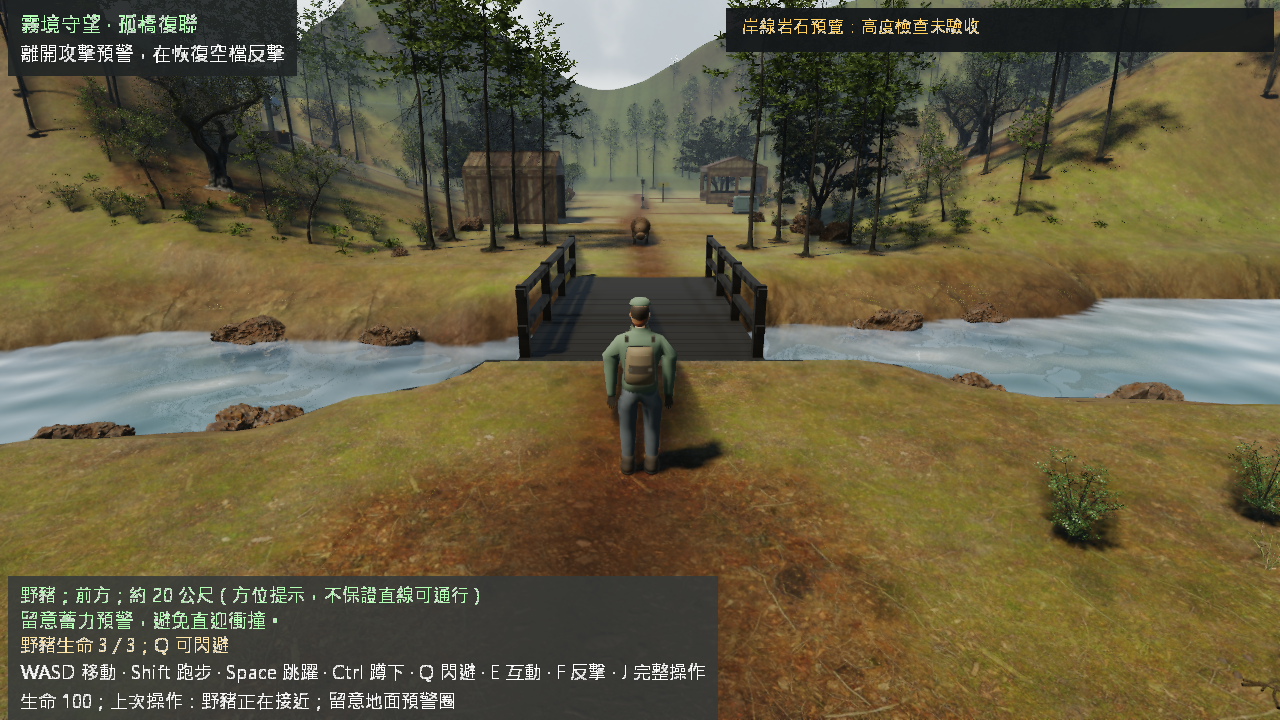 霧境守望 · 孤橋復聯
離開攻擊預警，在恢復空檔反擊
岸線岩石預覽：高度檢查未驗收
野豬；前方；約 20 公尺 ( 方位提示，不保證直線可通行 )
留意蓄力預警，避免直迎衝撞。
野豬生命 3 / 3；Q 可閃避
WASD 移動 · Shift 跑步 · Space 跳躍 · Ctrl 蹲下 · Q 閃避 · E 互動 · F 反擊 · J 完整操作
生命 100；上次操作：野豬正在接近；留意地面預警圈